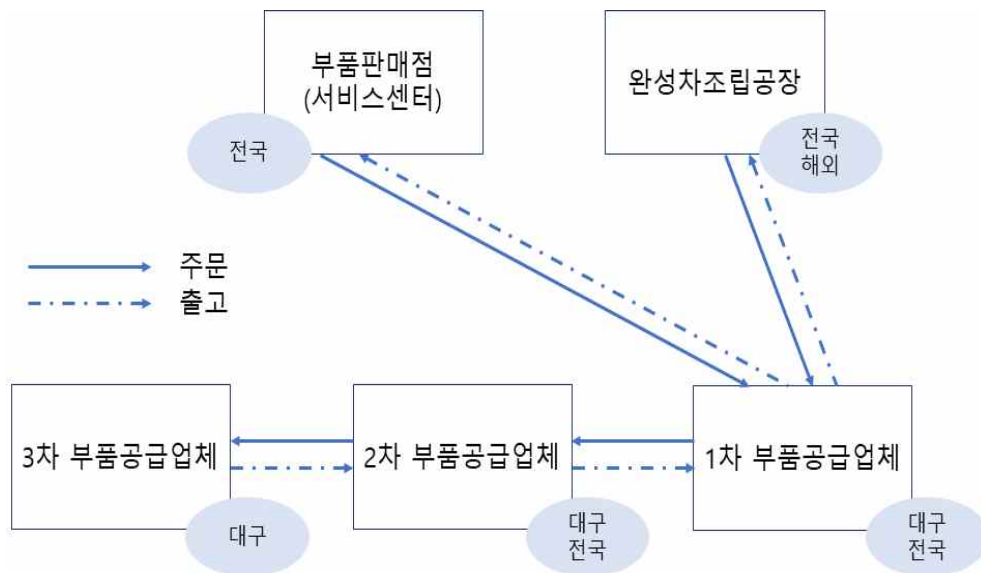 부품판매점
(서비스센터)
전국
완성차조립공장
전국
해외
주문
출고
3차 부품공급업체
대구
2차 부품공급업체
대구
전국
1차 부품공급업체
대구
전국